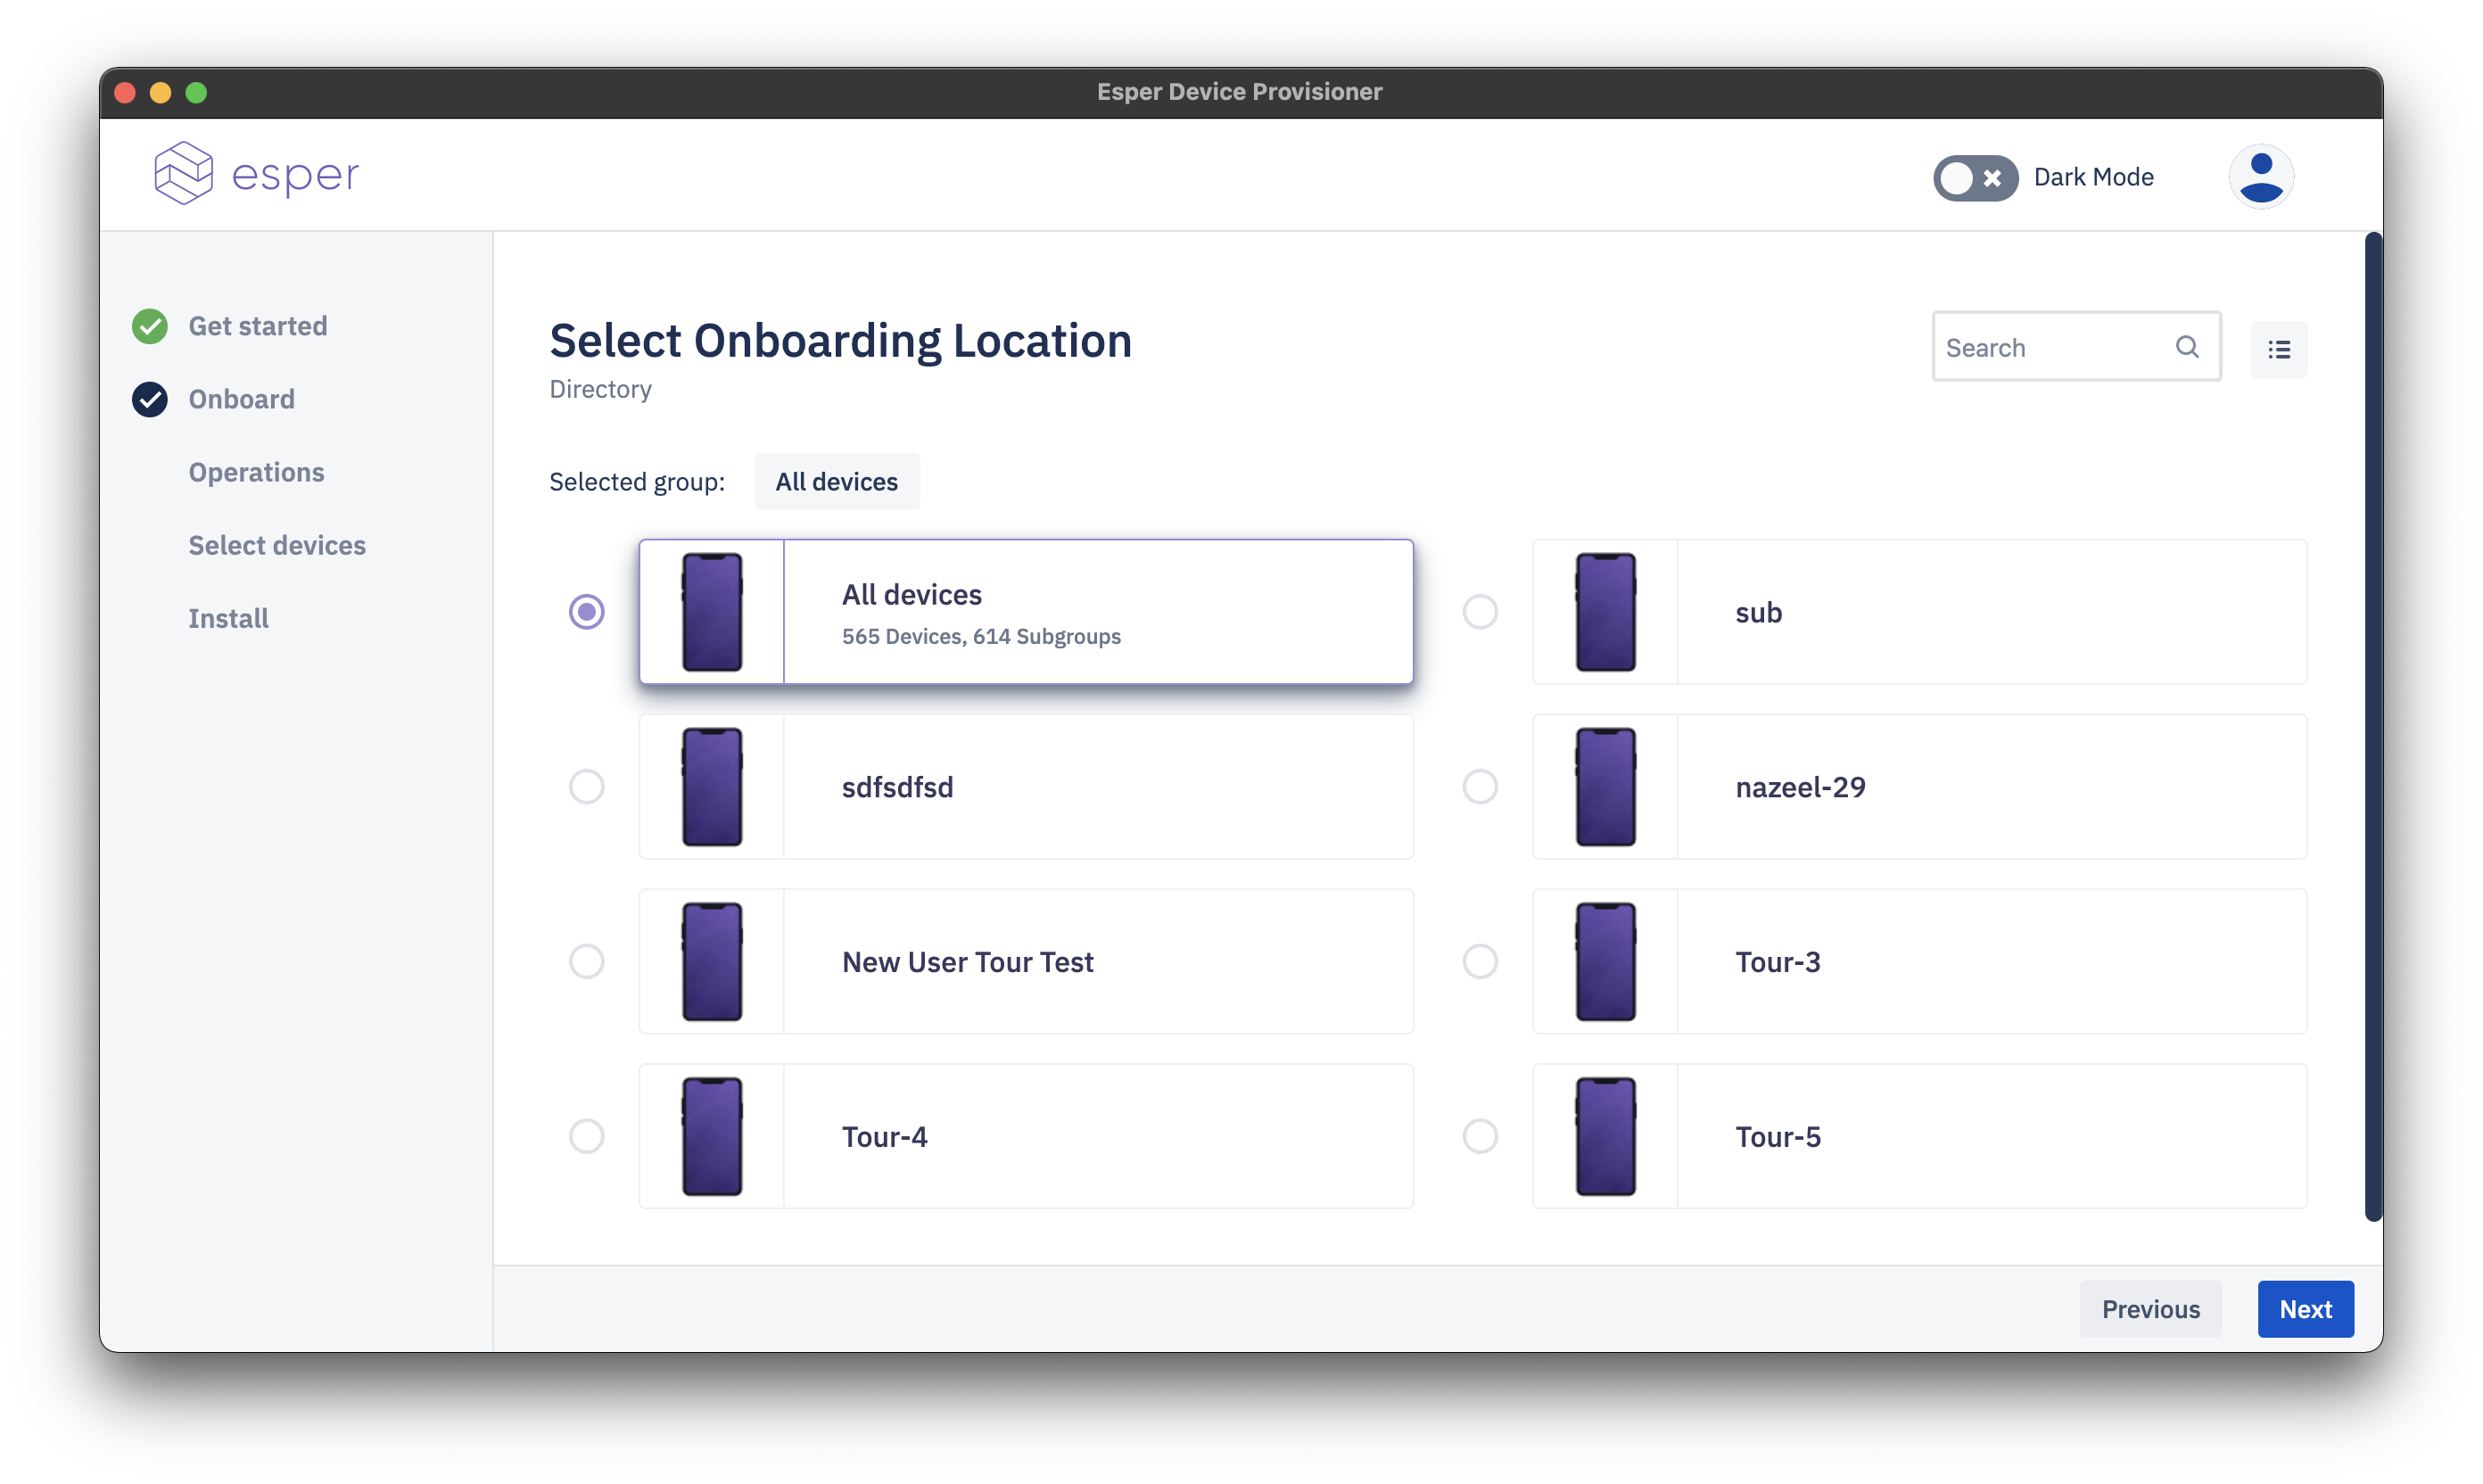 Esper Device Provisioner
esper
Dark Mode
Get started
Onboard
Operations
Select devices
Install
Select Onboarding Location
Directory
Search
Selected group:
All devices
All devices
565 Devices, 614 Subgroups
sub
sdfsdfsd
nazeel-29
New User Tour Test
Tour-3
Tour-4
Tour-5
Previous
Next